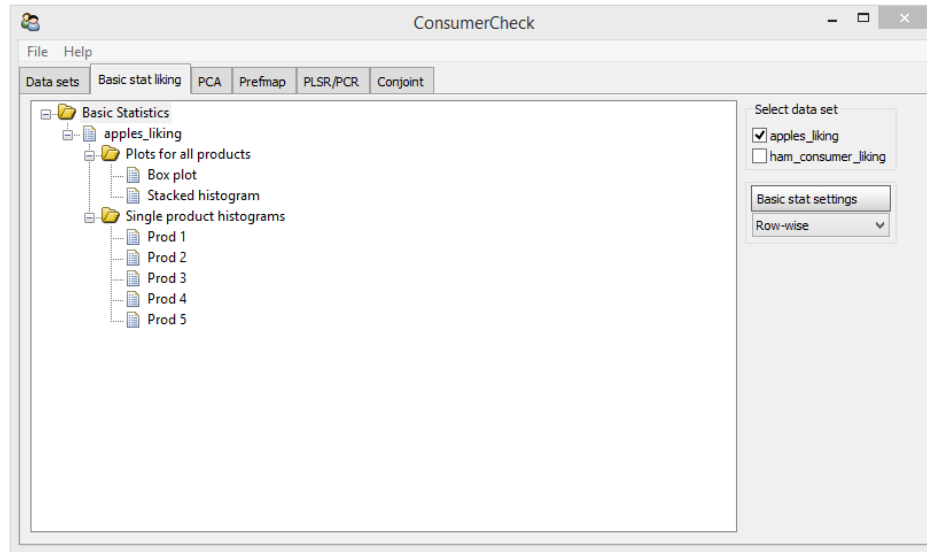 ConsumerCheck
File Help
Data sets Basic stat liking PCA Prefmap PLSR/PCR Conjoint
Basic Statistics
apples_liking
Plots for all products
Box plot
Stacked histogram
Single product histograms
Prod 1
Prod 2
Prod 3
Prod 4
Prod 5
Select data set
apples_liking
ham_consumer_liking
Basic stat settings
Row-wise